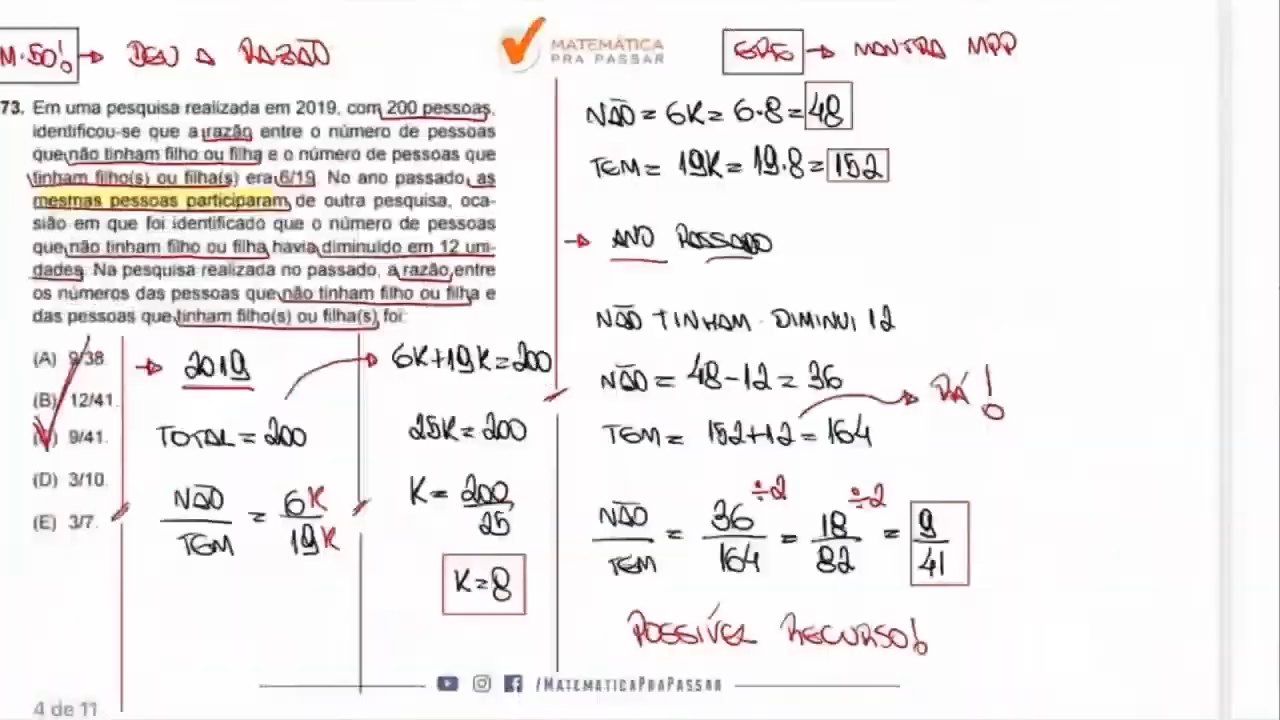 M.50! → DEU A RAZÃO
MATEMÁTICA
PRA PASSAR
→ MANTRA MPP
73. Em uma pesquisa realizada em 2019, com 200 pessoas,
identificou-se que a razão entre o número de pessoas
que não tinham filho ou filha e o número de pessoas que
tinham filho(s) ou filha(s) era 6/19. No ano passado, as
mesmas pessoas participaram de outra pesquisa, oca-
sião em que foi identificado que o número de pessoas
que não tinham filho ou filha havia diminuído em 12 uni-
dades. Na pesquisa realizada no passado, a razão entre
os números das pessoas que não tinham filho ou filha e
das pessoas que tinham filho(s) ou filha(s) foi:
(A) 9/38.
(B) 12/41.
9/41.
(D) 3/10.
(E) 3/7.
→ 2019
TOTAL = 200
NÃO/TEM = 6K/19K
6K+19K=200
25K=200
K=200/25
K=8
NÃO = 6K = 6.8 = 48
TEM = 19K = 19.8 = 152
→ ANO PASSADO
NÃO TINHAM DIMINUI 12
NÃO = 48-12 = 36
TEM = 152+12 = 164
RÁ!
NÃO/TEM = 36/164 ÷2 = 18/82 ÷2 = 9/41
POSSÍVEL RECURSO!
/MATEMATICAPRAPASSAR
4 de 11